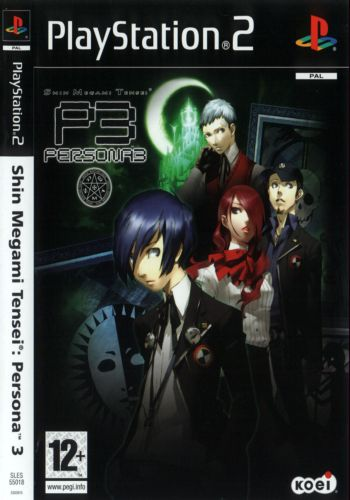 PlayStation®2
PAL
SHIN MEGAMI TENSEI®
P3
PERSONA3
12+
www.pegi.info
KOEI
PlayStation®2
PAL
Shin Megami Tensei®: Persona™ 3
SLES
55018